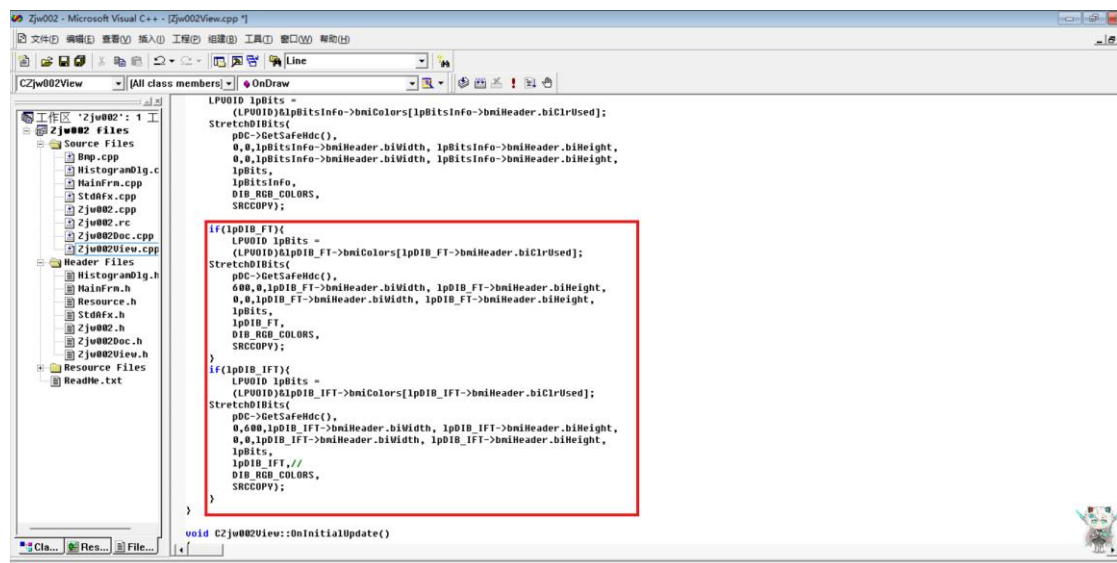 Zjw002 - Microsoft Visual C++ - [Zjw002View.cpp *]
文件(F) 编辑(E) 查看(V) 插入(I) 工程(P) 组建(B) 工具(T) 窗口(W) 帮助(H)
Line
CZjw002View [All class members] OnDraw
工作区 'Zjw002': 1 工
Zjw002 files
Source Files
Bmp.cpp
HistogramDlg.c
MainFrm.cpp
StdAfx.cpp
Zjw002.cpp
Zjw002.rc
Zjw002Doc.cpp
Zjw002View.cpp
Header Files
HistogramDlg.h
MainFrm.h
Resource.h
StdAfx.h
Zjw002.h
Zjw002Doc.h
Zjw002View.h
Resource Files
ReadMe.txt
Cla... Res... File...
LPVOID lpBits =
(LPVOID)&lpBitsInfo->bmiColors[lpBitsInfo->bmiHeader.biClrUsed];
StretchDIBits(
pDC->GetSafeHdc(),
0,0,lpBitsInfo->bmiHeader.biWidth, lpBitsInfo->bmiHeader.biHeight,
0,0,lpBitsInfo->bmiHeader.biWidth, lpBitsInfo->bmiHeader.biHeight,
lpBits,
lpBitsInfo,
DIB_RGB_COLORS,
SRCCOPY);
if(lpDIB_FT){
LPVOID lpBits =
(LPVOID)&lpDIB_FT->bmiColors[lpDIB_FT->bmiHeader.biClrUsed];
StretchDIBits(
pDC->GetSafeHdc(),
600,0,lpDIB_FT->bmiHeader.biWidth, lpDIB_FT->bmiHeader.biHeight,
0,0,lpDIB_FT->bmiHeader.biWidth, lpDIB_FT->bmiHeader.biHeight,
lpBits,
lpDIB_FT,
DIB_RGB_COLORS,
SRCCOPY);
}
if(lpDIB_IFT){
LPVOID lpBits =
(LPVOID)&lpDIB_IFT->bmiColors[lpDIB_IFT->bmiHeader.biClrUsed];
StretchDIBits(
pDC->GetSafeHdc(),
0,600,lpDIB_IFT->bmiHeader.biWidth, lpDIB_IFT->bmiHeader.biHeight,
0,0,lpDIB_IFT->bmiHeader.biWidth, lpDIB_IFT->bmiHeader.biHeight,
lpBits,
lpDIB_IFT,//
DIB_RGB_COLORS,
SRCCOPY);
}
}
void CZjw002View::OnInitialUpdate()
{